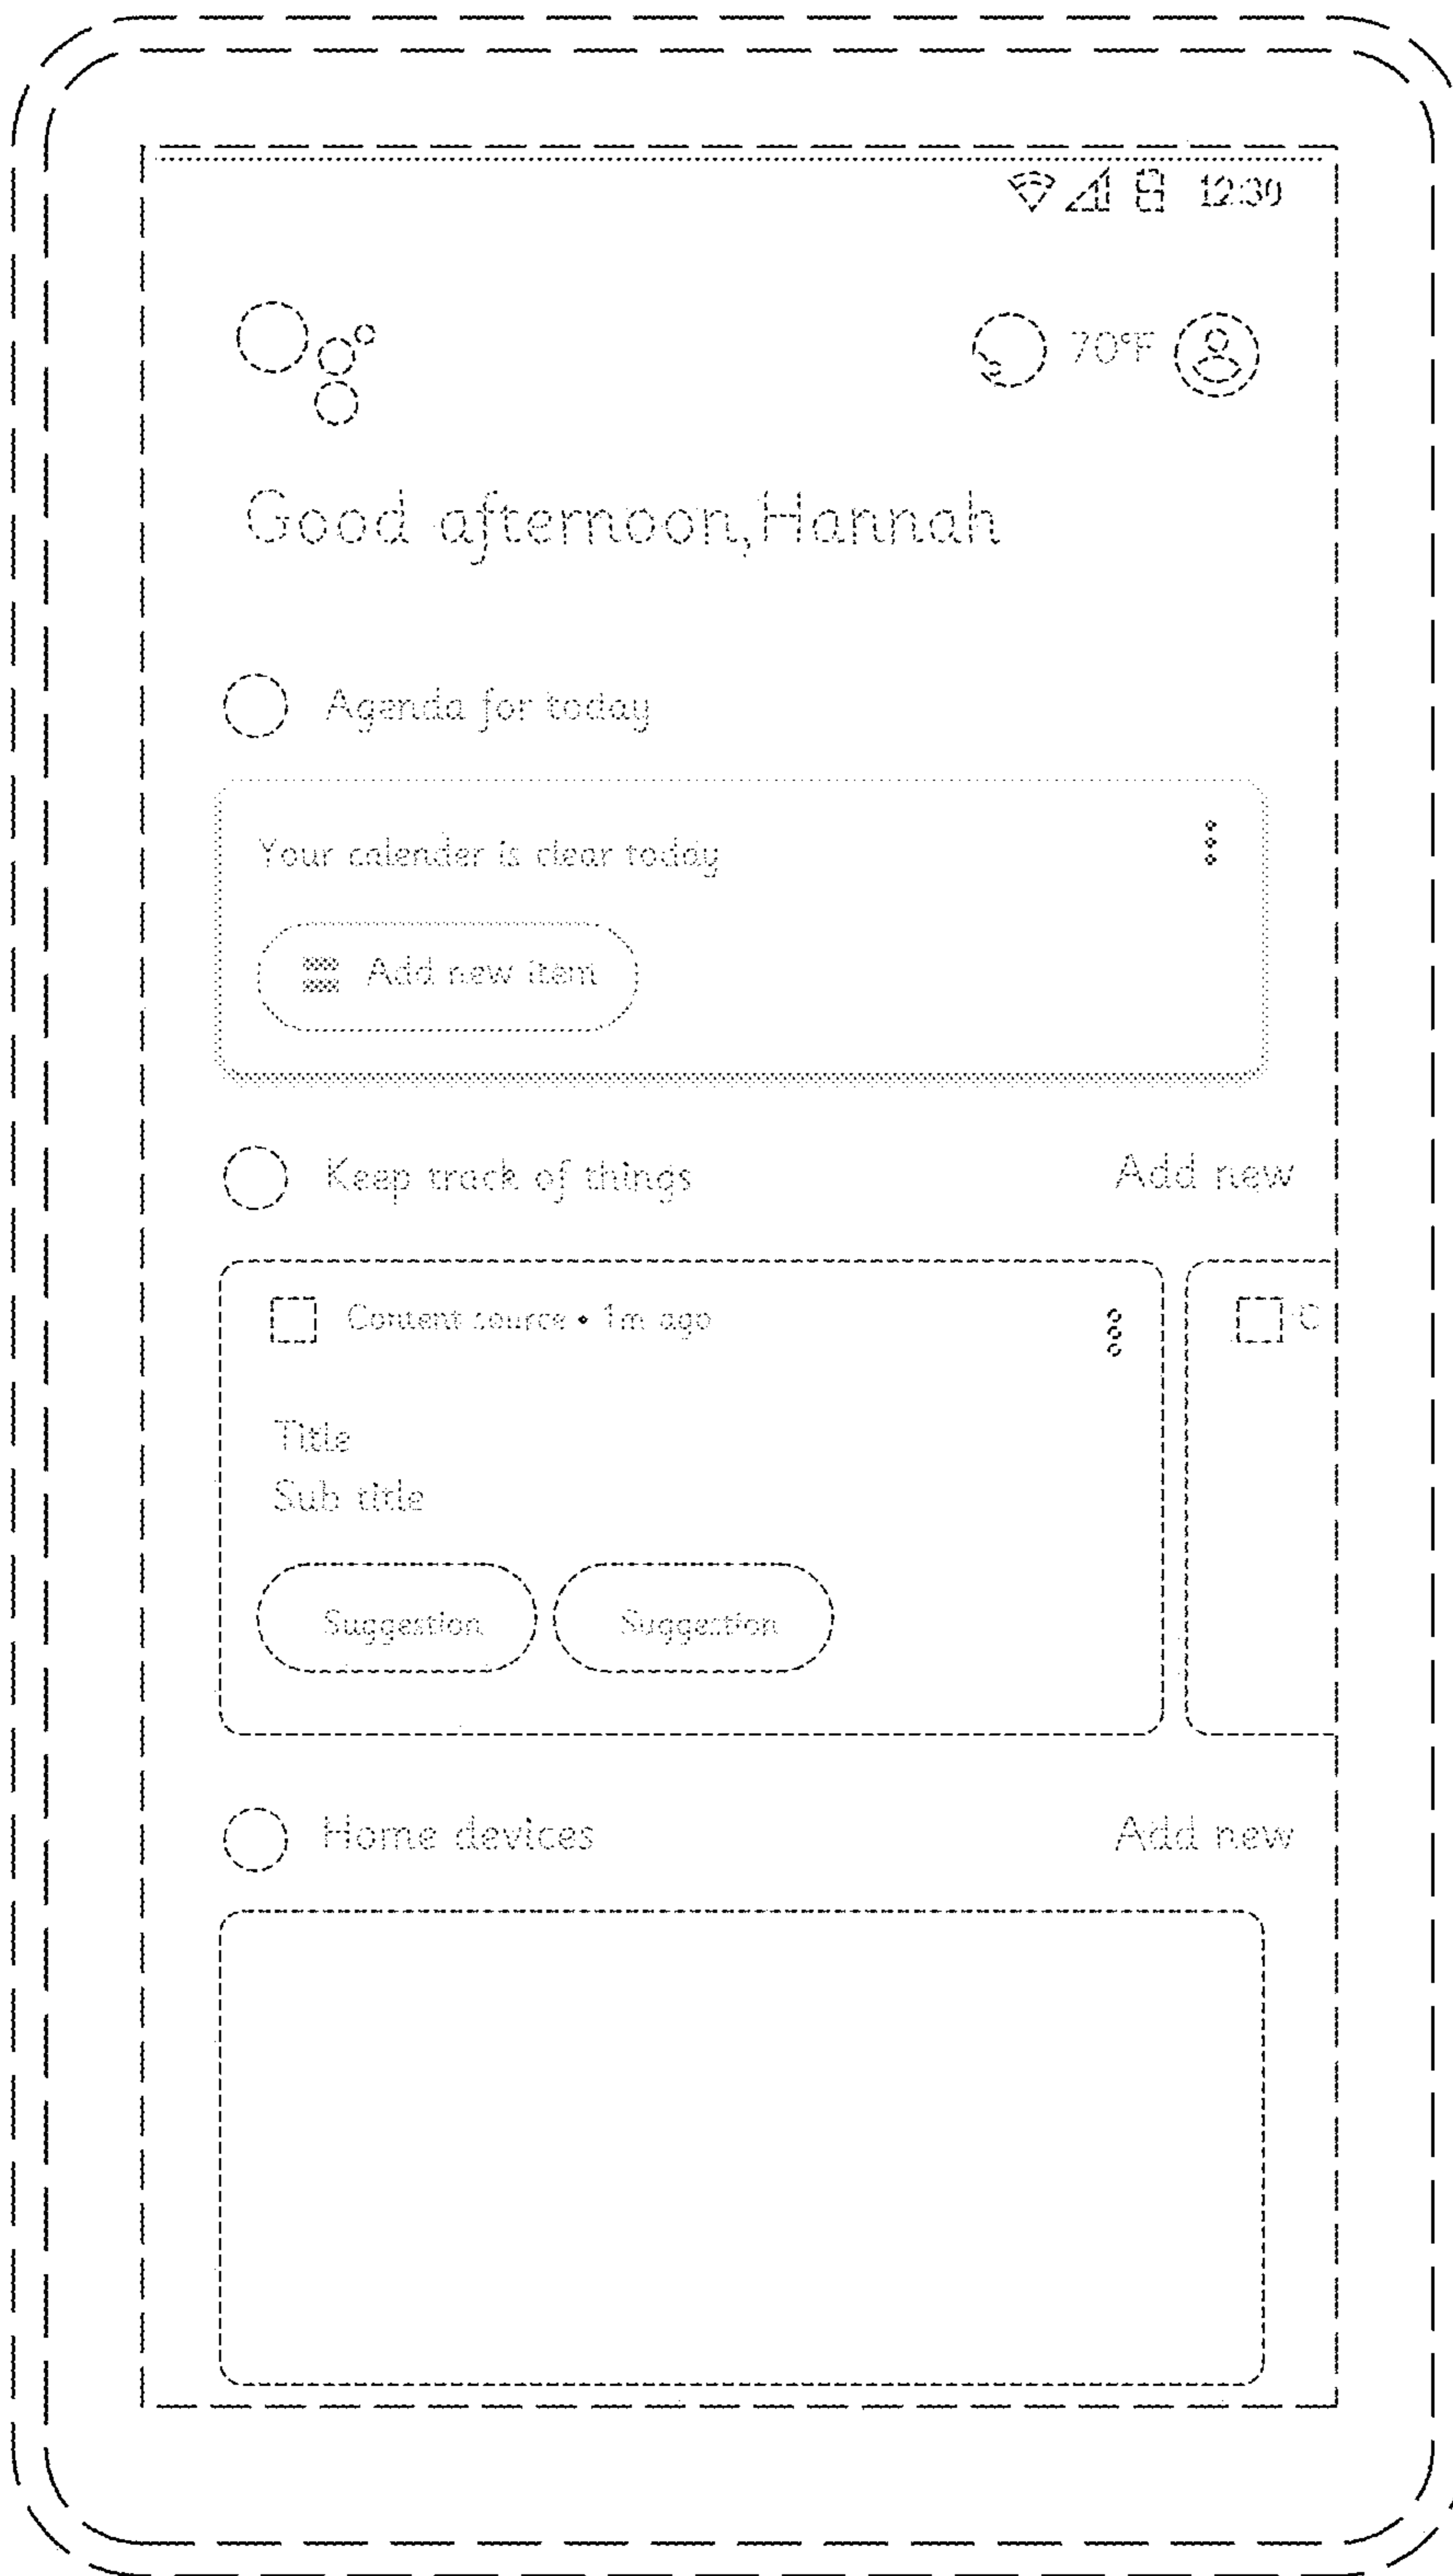 12:30
70°F
Good afternoon,Hannah
Agenda for today
Your calender is clear today
Add new item
Keep track of things
Add new
Content source • 1m ago
C
Title
Sub title
Suggestion
Suggestion
Home devices
Add new